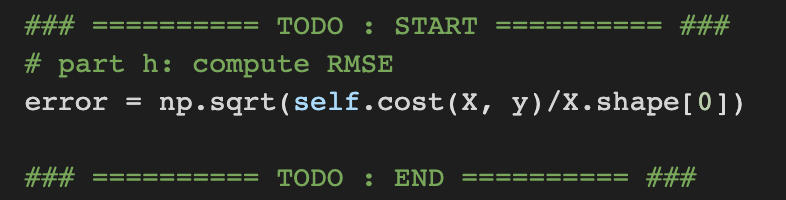 ### ========== TODO : START ========== ###
# part h: compute RMSE
error = np.sqrt(self.cost(X, y)/X.shape[0])
### ========== TODO : END ========== ###